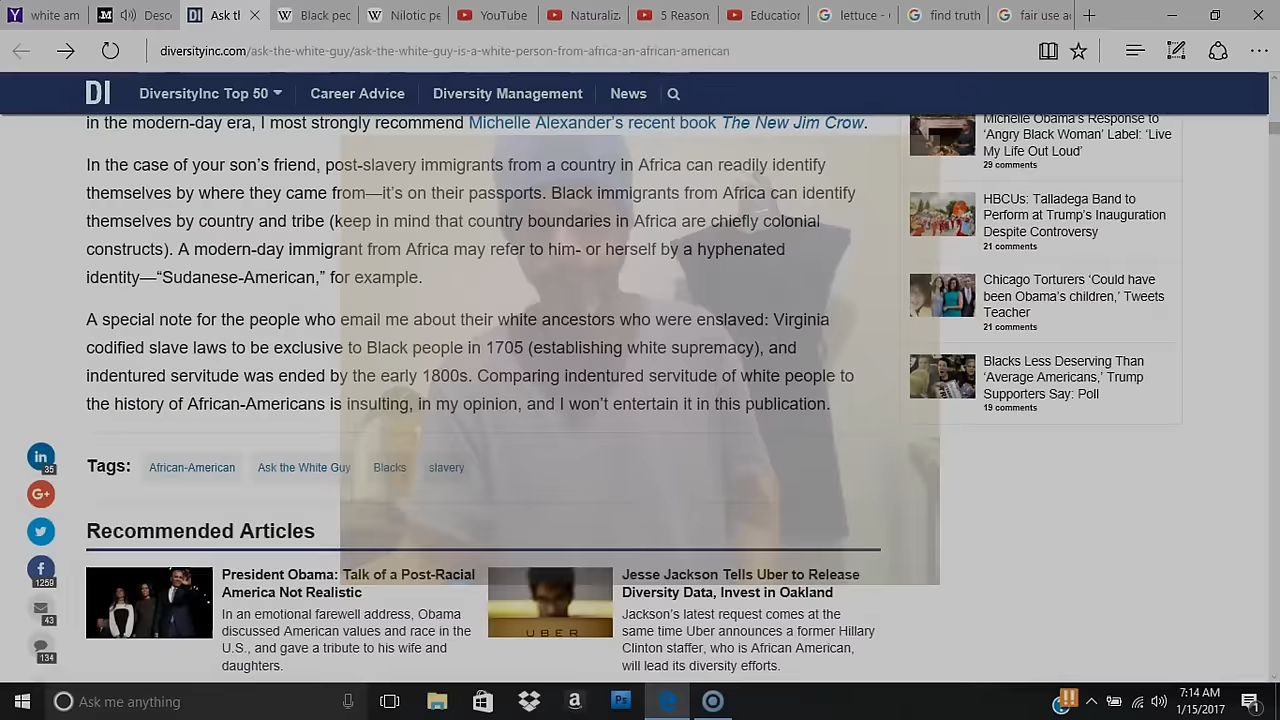 white am
Desc
Ask th
Black pec
Nilotic pe
YouTube
Naturaliz
5 Reason
Education
lettuce - 
find truth
fair use ac
diversityinc.com/ask-the-white-guy/ask-the-white-guy-is-a-white-person-from-africa-an-african-american
DI
DiversityInc Top 50
Career Advice
Diversity Management
News
in the modern-day era, I most strongly recommend Michelle Alexander's recent book The New Jim Crow.
In the case of your son's friend, post-slavery immigrants from a country in Africa can readily identify
themselves by where they came from—it's on their passports. Black immigrants from Africa can identify
themselves by country and tribe (keep in mind that country boundaries in Africa are chiefly colonial
constructs). A modern-day immigrant from Africa may refer to him- or herself by a hyphenated
identity—“Sudanese-American,” for example.
A special note for the people who email me about their white ancestors who were enslaved: Virginia
codified slave laws to be exclusive to Black people in 1705 (establishing white supremacy), and
indentured servitude was ended by the early 1800s. Comparing indentured servitude of white people to
the history of African-Americans is insulting, in my opinion, and I won't entertain it in this publication.
Tags:
African-American
Ask the White Guy
Blacks
slavery
Michelle Obama's Response to
‘Angry Black Woman’ Label: ‘Live
My Life Out Loud’
29 comments
HBCUs: Talladega Band to
Perform at Trump's Inauguration
Despite Controversy
21 comments
Chicago Torturers ‘Could have
been Obama's children,’ Tweets
Teacher
21 comments
Blacks Less Deserving Than
‘Average Americans,’ Trump
Supporters Say: Poll
19 comments
in
35
G+
1259
43
134
Recommended Articles
President Obama: Talk of a Post-Racial
America Not Realistic
In an emotional farewell address, Obama
discussed American values and race in the
U.S., and gave a tribute to his wife and
daughters.
UBER
Jesse Jackson Tells Uber to Release
Diversity Data, Invest in Oakland
Jackson's latest request comes at the
same time Uber announces a former Hillary
Clinton staffer, who is African American,
will lead its diversity efforts.
Ask me anything
7:14 AM
1/15/2017